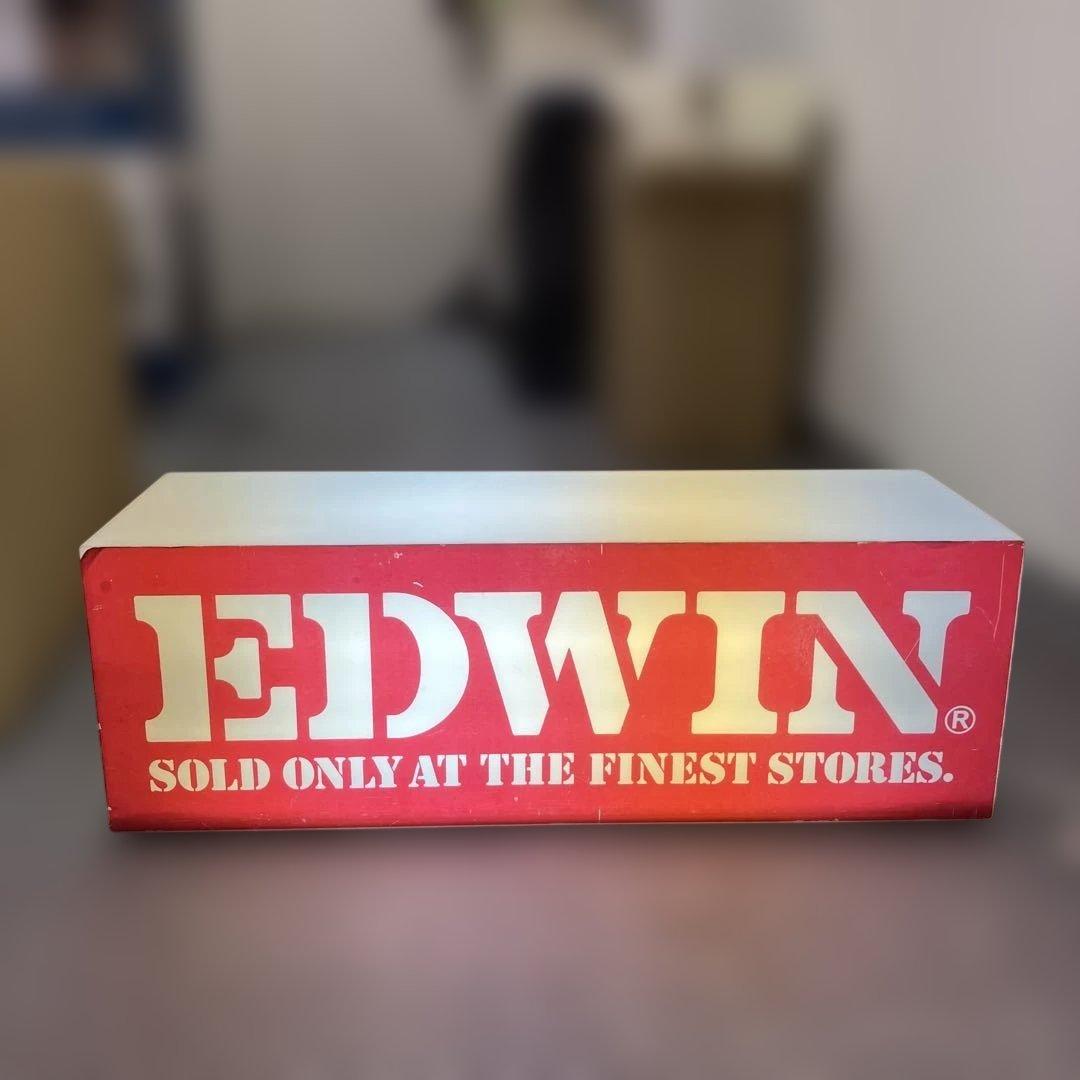 EDWIN®
SOLD ONLY AT THE FINEST STORES.